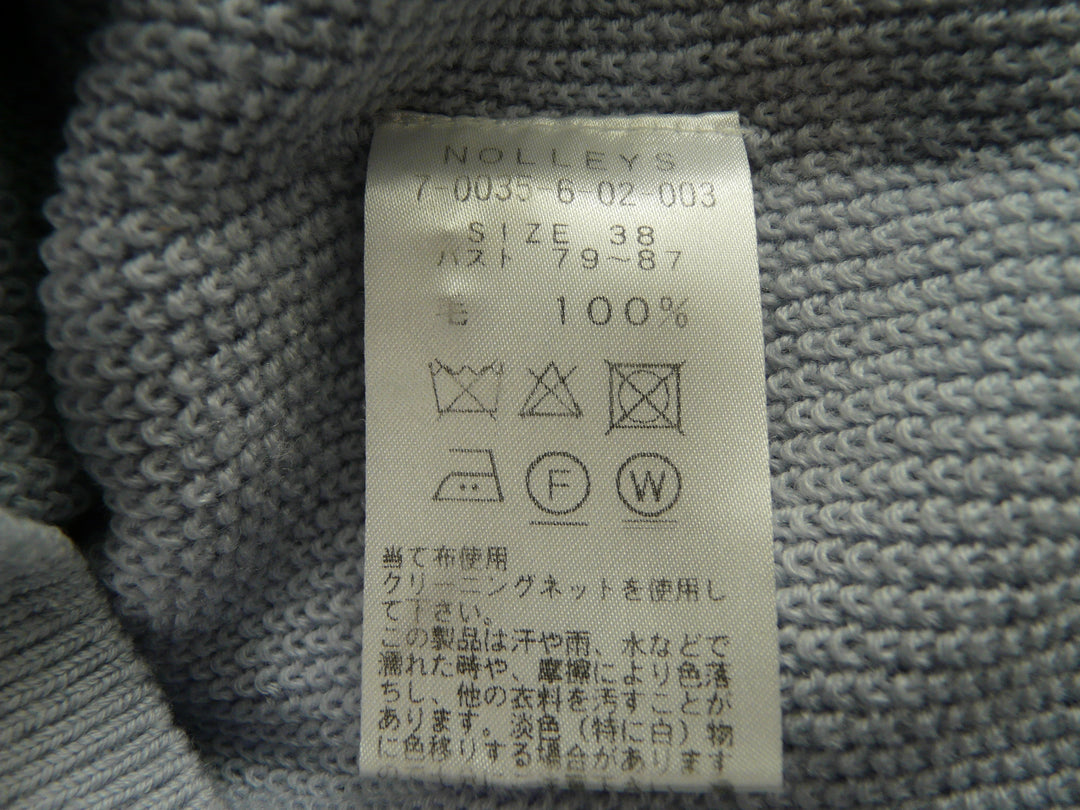 NOLLEYS
7-0035-6-02-003
SIZE 38
バスト 79~87
毛 100%
F W
当て布使用
クリーニングネットを使用し
て下さい。
この製品は汗や雨、水などで
濡れた時や、摩擦により色落
ちし、他の衣料を汚すことが
あります。淡色(特に白)物
に色移りする場合があります